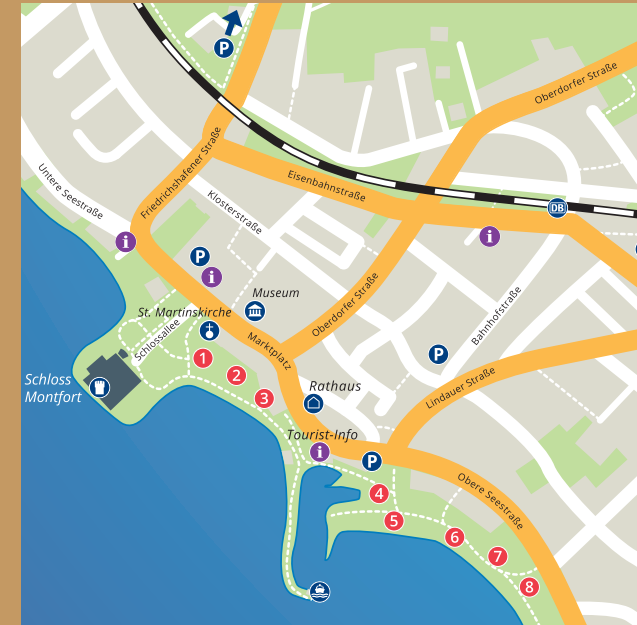 P
Oberdorfer Straße
Friedrichshafener Straße
Eisenbahnstraße
Untere Seestraße
Klosterstraße
DB
i
i
P
i
Museum
Oberdorfer Straße
St. Martinskirche
Schlossallee
Marktplatz
Bahnhofstraße
1
P
2
Schloss
Montfort
Rathaus
Lindauer Straße
3
Tourist-Info
i
P
Obere Seestraße
4
5
6
7
8